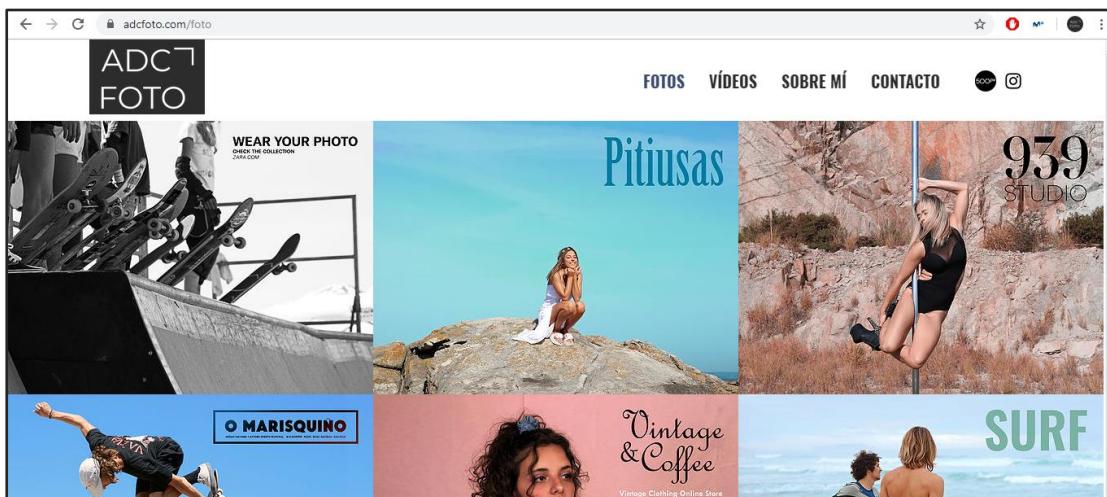 adcfoto.com/foto
ADC
FOTO
FOTOS VÍDEOS SOBRE MÍ CONTACTO
500px
WEAR YOUR PHOTO
CHECK THE COLLECTION
ZARA.COM
Pitiusas
939
STUDIO
O MARISQUIÑO
Vintage
&Coffee
Vintage Clothing Online Store
SURF